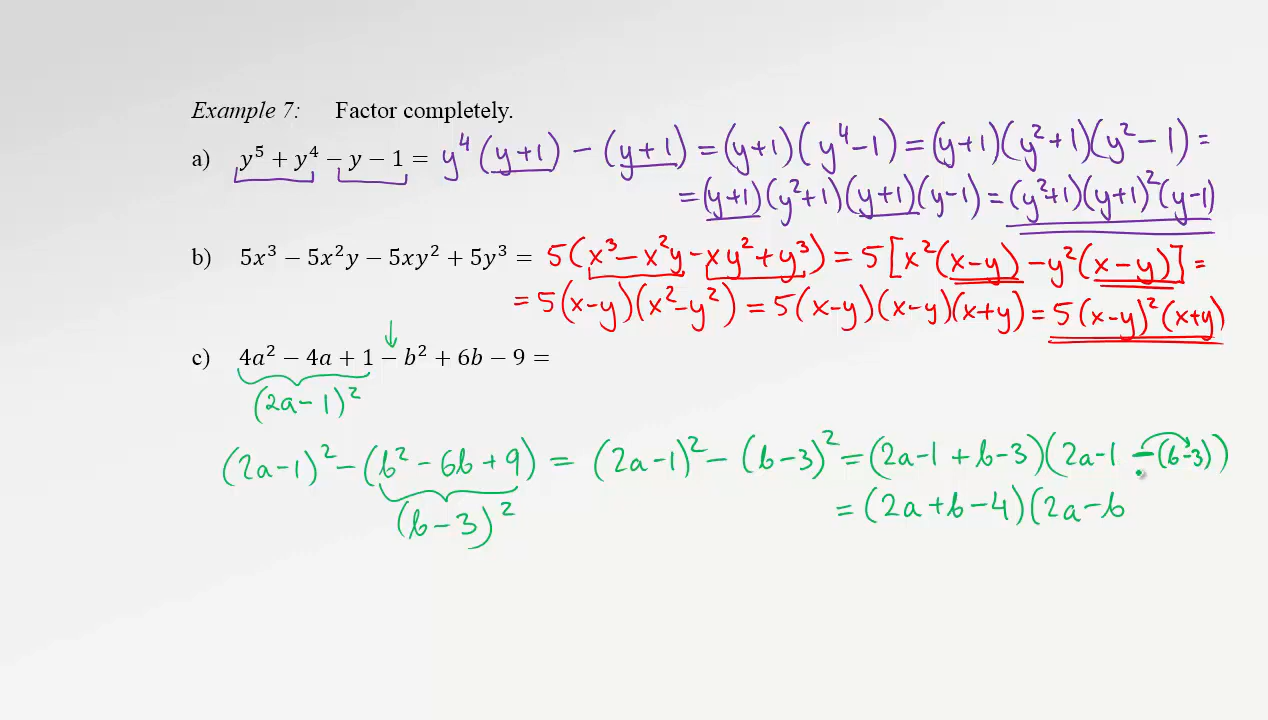 Example 7: Factor completely.
a) y⁵ + y⁴ − y − 1 = y⁴(y+1) − (y+1) = (y+1)(y⁴−1) = (y+1)(y²+1)(y²−1) =
= (y+1)(y²+1)(y+1)(y−1) = (y²+1)(y+1)²(y−1)
b) 5x³ − 5x²y − 5xy² + 5y³ = 5(x³−x²y−xy²+y³) = 5[x²(x−y) −y²(x−y)] =
= 5(x−y)(x²−y²) = 5(x−y)(x−y)(x+y) = 5(x−y)²(x+y)
c) 4a² − 4a + 1 − b² + 6b − 9 =
(2a−1)²
(2a−1)² − (b² − 6b + 9) = (2a−1)² − (b−3)² = (2a−1 + b−3)(2a−1 −(b−3))
(b−3)²
= (2a+b−4)(2a−b